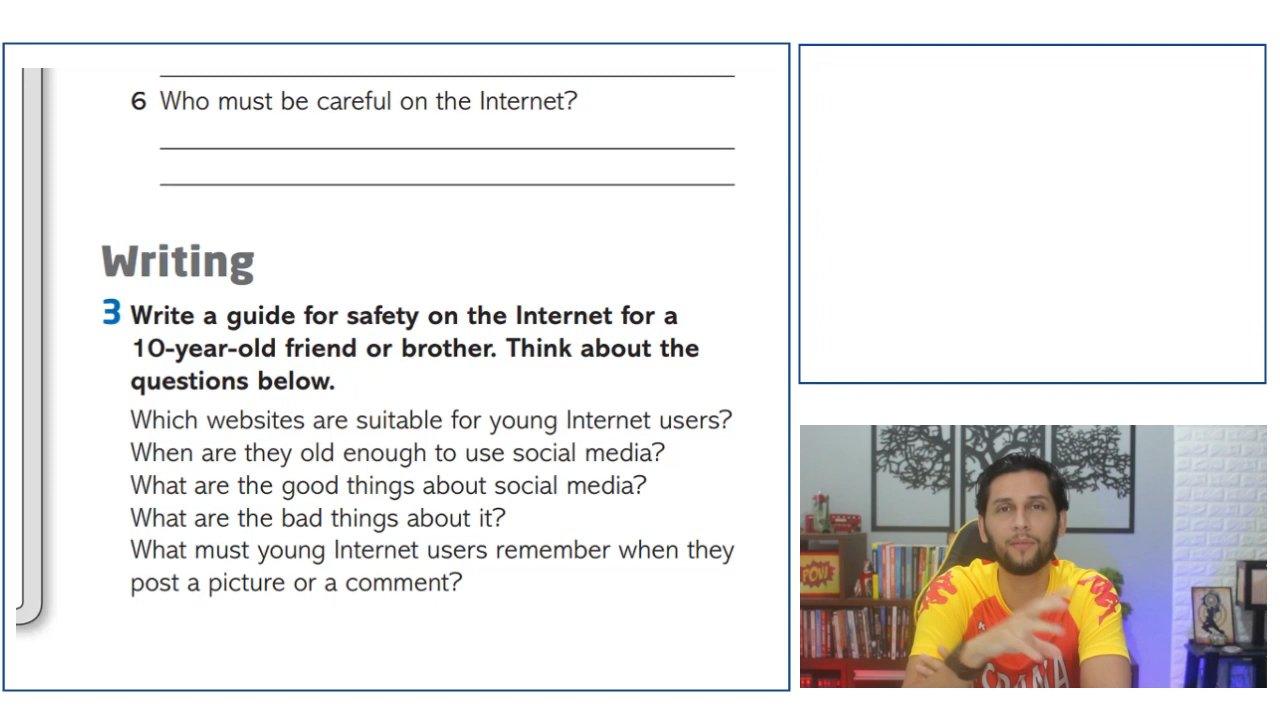 6 Who must be careful on the Internet?
Writing
3 Write a guide for safety on the Internet for a
10-year-old friend or brother. Think about the
questions below.
Which websites are suitable for young Internet users?
When are they old enough to use social media?
What are the good things about social media?
What are the bad things about it?
What must young Internet users remember when they
post a picture or a comment?
POW!